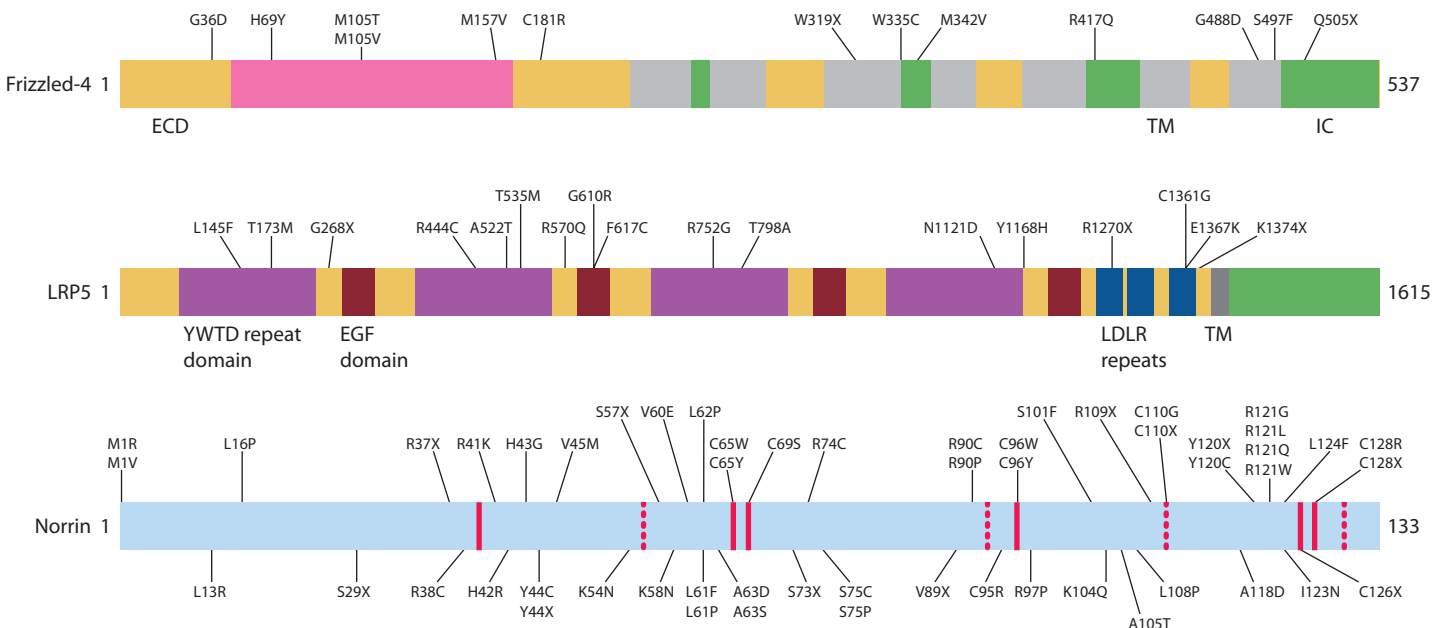 G36D H69Y M105T M157V C181R W319X W335C M342V R417Q G488D S497F Q505X
M105V
Frizzled-4 1 537
ECD TM IC
T535M G610R C1361G
L145F T173M G268X R444C A522T R570Q F617C R752G T798A N1121D Y1168H R1270X E1367K K1374X
LRP5 1 1615
YWTD repeat EGF LDLR TM
domain domain repeats
S57X V60E L62P S101F R109X C110G R121G
C110X R121L
M1R L16P R37X R41K H43G V45M C65W C69S R74C R90C C96W Y120X R121Q L124F C128R
M1V C65Y R90P C96Y Y120C R121W C128X
Norrin 1 133
L13R S29X R38C H42R Y44C K54N K58N L61F A63D S73X S75C V89X C95R R97P K104Q L108P A118D I123N C126X
Y44X L61P A63S S75P
A105T